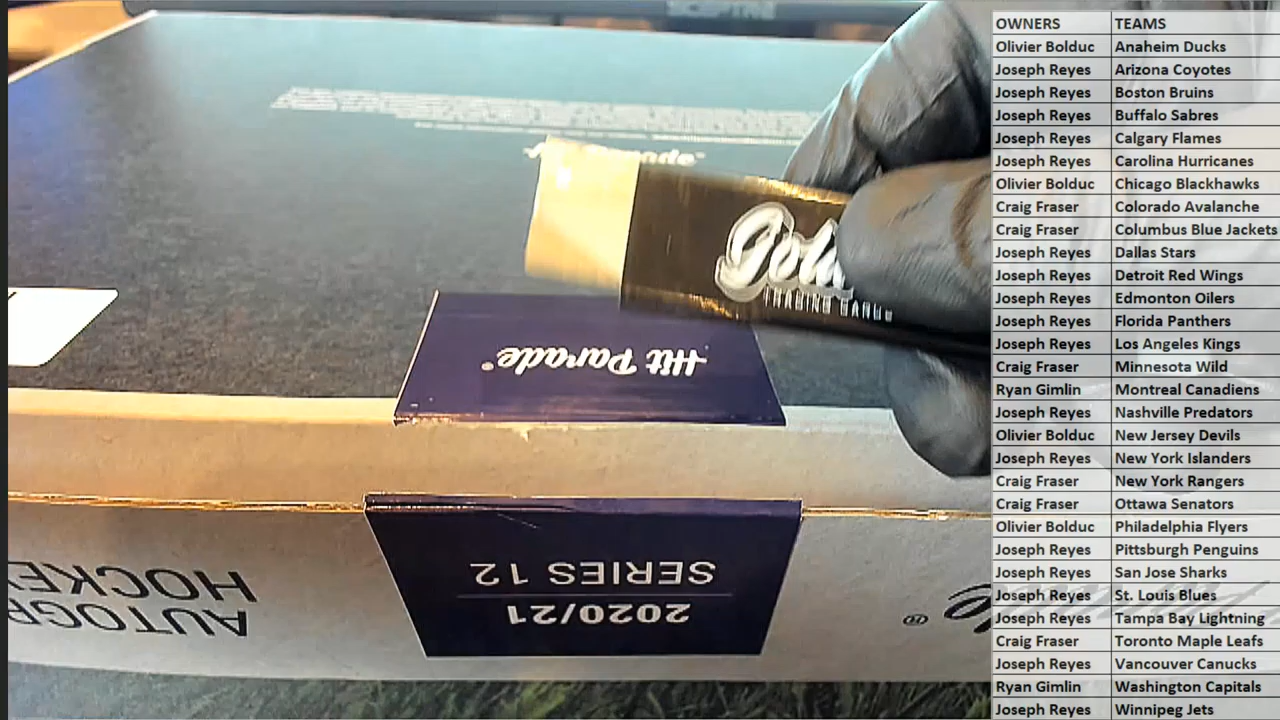 OWNERS TEAMS
Olivier Bolduc Anaheim Ducks
Joseph Reyes Arizona Coyotes
Joseph Reyes Boston Bruins
Joseph Reyes Buffalo Sabres
Joseph Reyes Calgary Flames
Joseph Reyes Carolina Hurricanes
Olivier Bolduc Chicago Blackhawks
Craig Fraser Colorado Avalanche
Craig Fraser Columbus Blue Jackets
Joseph Reyes Dallas Stars
Joseph Reyes Detroit Red Wings
Joseph Reyes Edmonton Oilers
Joseph Reyes Florida Panthers
Joseph Reyes Los Angeles Kings
Craig Fraser Minnesota Wild
Ryan Gimlin Montreal Canadiens
Joseph Reyes Nashville Predators
Olivier Bolduc New Jersey Devils
Joseph Reyes New York Islanders
Craig Fraser New York Rangers
Craig Fraser Ottawa Senators
Olivier Bolduc Philadelphia Flyers
Joseph Reyes Pittsburgh Penguins
Joseph Reyes San Jose Sharks
Joseph Reyes St. Louis Blues
Joseph Reyes Tampa Bay Lightning
Craig Fraser Toronto Maple Leafs
Joseph Reyes Vancouver Canucks
Ryan Gimlin Washington Capitals
Joseph Reyes Winnipeg Jets
Hit Parade®
2020/21
SERIES 12
HOCKEY